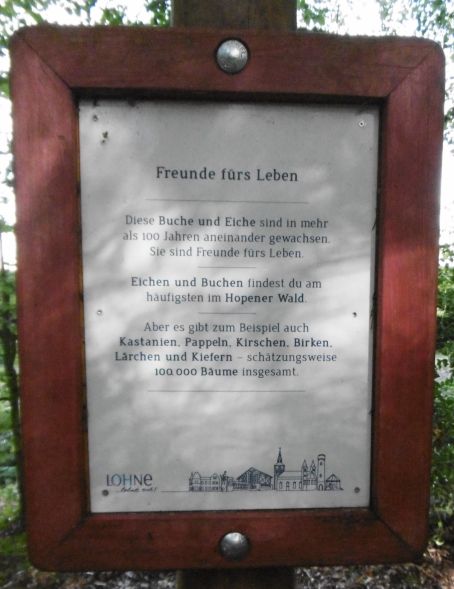 Freunde fürs Leben
Diese Buche und Eiche sind in mehr
als 100 Jahren aneinander gewachsen.
Sie sind Freunde fürs Leben.
Eichen und Buchen findest du am
häufigsten im Hopener Wald.
Aber es gibt zum Beispiel auch
Kastanien, Pappeln, Kirschen, Birken,
Lärchen und Kiefern – schätzungsweise
100.000 Bäume insgesamt.
LOHNE